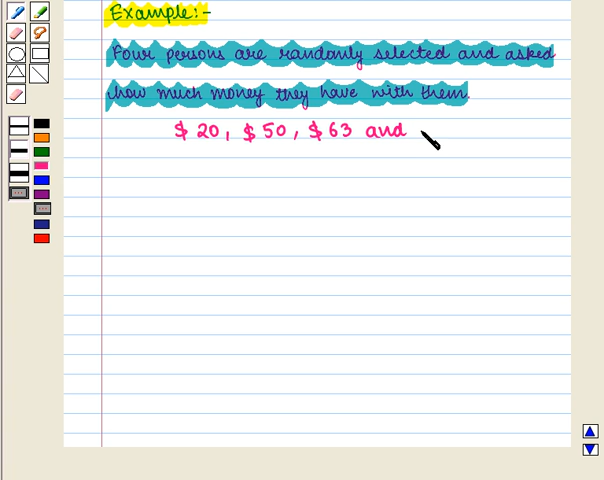 Example:-
Four persons are randomly selected and asked
how much money they have with them.
$ 20, $ 50, $ 63 and